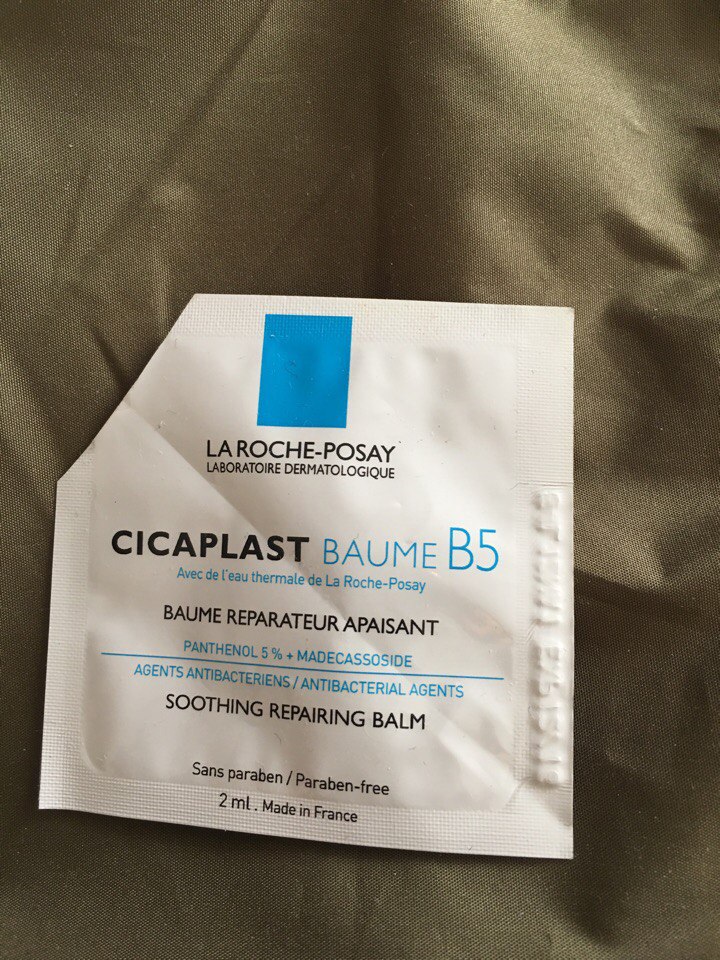 LA ROCHE-POSAY
LABORATOIRE DERMATOLOGIQUE
CICAPLAST BAUME B5
Avec de l'eau thermale de La Roche-Posay
BAUME REPARATEUR APAISANT
PANTHENOL 5 % + MADECASSOSIDE
AGENTS ANTIBACTERIENS / ANTIBACTERIAL AGENTS
SOOTHING REPAIRING BALM
Sans paraben / Paraben-free
2 ml . Made in France